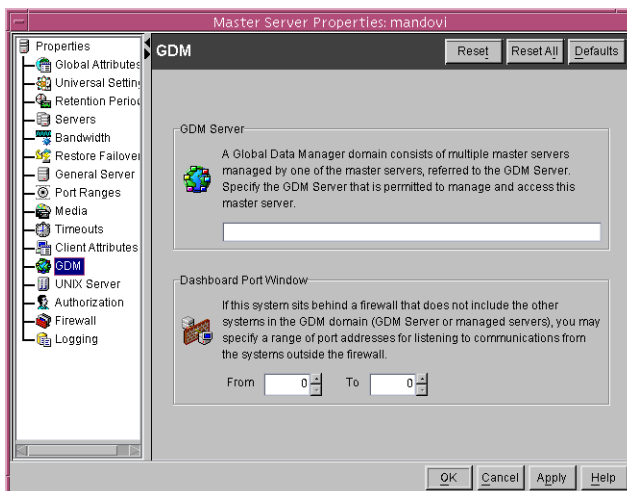 Master Server Properties: mandovi
Properties
Global Attributes
Universal Setting
Retention Period
Servers
Bandwidth
Restore Failover
General Server
Port Ranges
Media
Timeouts
Client Attributes
GDM
UNIX Server
Authorization
Firewall
Logging
GDM
Reset
Reset All
Defaults
GDM Server
A Global Data Manager domain consists of multiple master servers
managed by one of the master servers, referred to the GDM Server.
Specify the GDM Server that is permitted to manage and access this
master server.
Dashboard Port Window
If this system sits behind a firewall that does not include the other
systems in the GDM domain (GDM Server or managed servers), you may
specify a range of port addresses for listening to communications from
the systems outside the firewall.
From 0 To 0
OK Cancel Apply Help